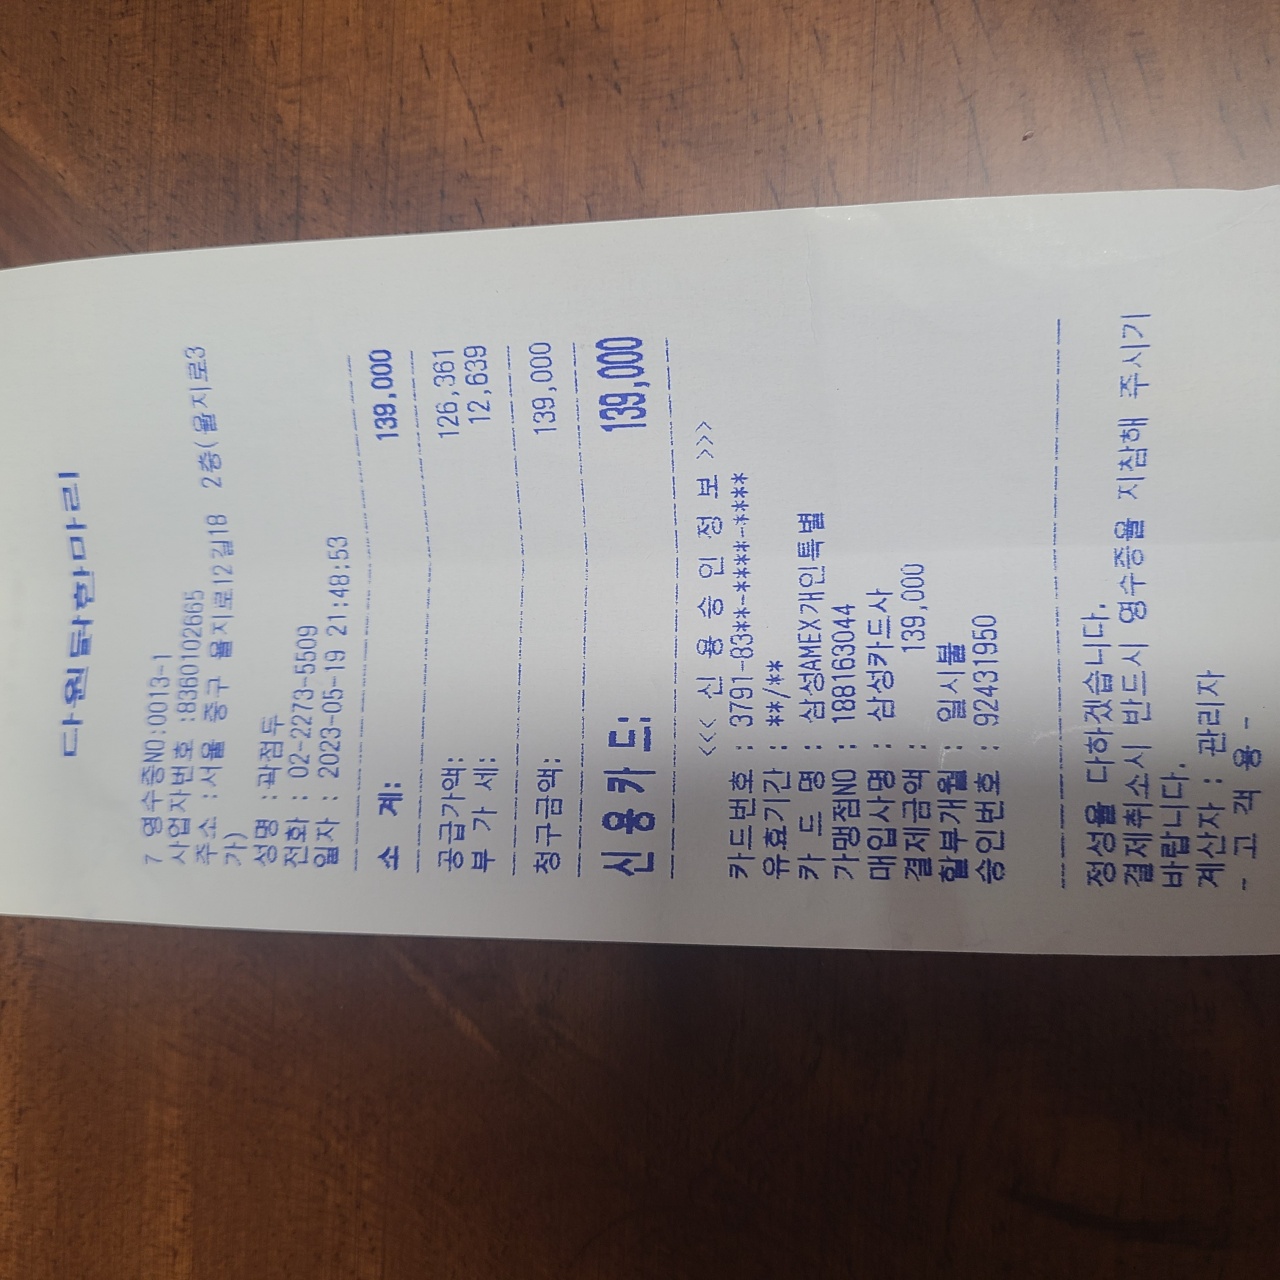 다원닭한마리
7 영수증NO:0013-1
사업자번호 :8360102665
주소 :서울 중구 을지로12길18 2층(을지로3
가)
성명 :곽점두
전화 : 02-2273-5509
일자 : 2023-05-19 21:48:53
소 계: 139,000
공급가액: 126,361
부 가 세: 12,639
청구금액: 139,000
신용카드: 139,000
<<< 신 용 승 인 정 보 >>>
카드번호 : 3791-83**-****-****
유효기간 : **/**
카 드 명 : 삼성AMEX개인특별
가맹점NO : 188163044
매입사명 : 삼성카드사
결제금액 : 139,000
할부개월 : 일시불
승인번호 : 92431950
정성을 다하겠습니다.
결제취소시 반드시 영수증을 지참해 주시기
바랍니다.
계산자 : 관리자
- 고 객 용 -